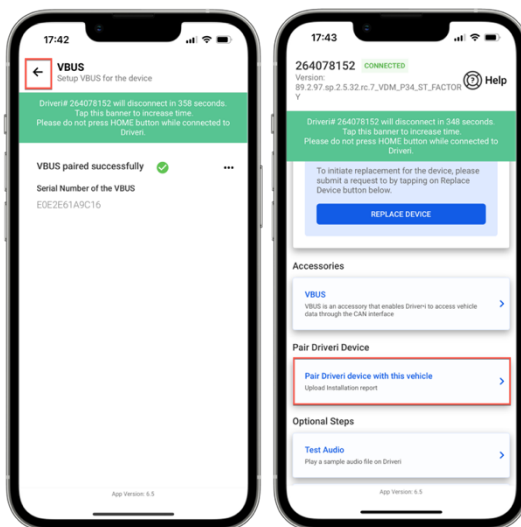 17:42
VBUS
Setup VBUS for the device
Driveri# 264078152 will disconnect in 358 seconds.
Tap this banner to increase time.
Please do not press HOME button while connected to
Driveri.
VBUS paired successfully
Serial Number of the VBUS
E0E2E61A9C16
App Version: 6.5
17:43
264078152 CONNECTED
Version:
89.2.97.sp.2.5.32.rc.7_VDM_P34_ST_FACTOR
Y
Help
Driveri# 264078152 will disconnect in 348 seconds.
Tap this banner to increase time.
Please do not press HOME button while connected to
Driveri.
To initiate replacement for the device, please
submit a request to by tapping on Replace
Device button below.
REPLACE DEVICE
Accessories
VBUS
VBUS is an accessory that enables Driveri to access vehicle
data through the CAN interface
Pair Driveri Device
Pair Driveri device with this vehicle
Upload Installation report
Optional Steps
Test Audio
Play a sample audio file on Driveri
App Version: 6.5